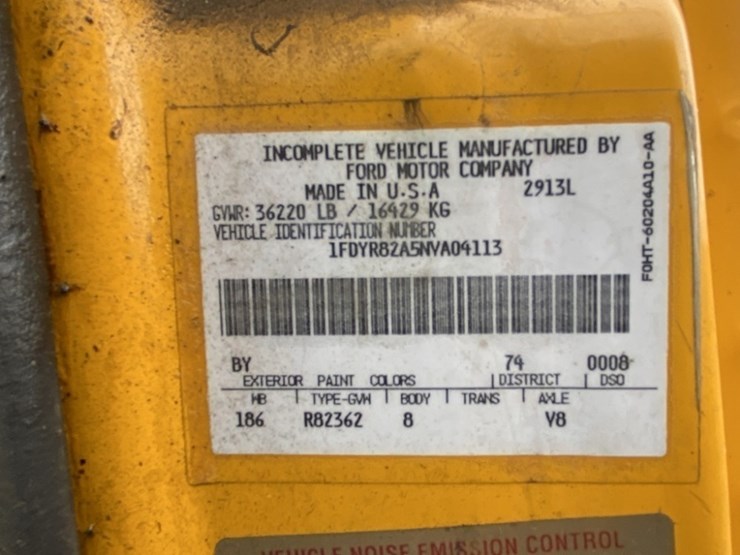 INCOMPLETE VEHICLE MANUFACTURED BY
FORD MOTOR COMPANY
MADE IN U.S.A 2913L
GVWR: 36220 LB / 16429 KG
VEHICLE IDENTIFICATION NUMBER
1FDYR82A5NVA04113
F0HT-60204A10-AA
BY 74 0008
EXTERIOR PAINT COLORS DISTRICT DSO
WB TYPE-GVW BODY TRANS AXLE
186 R82362 8 V8
VEHICLE NOISE EMISSION CONTROL